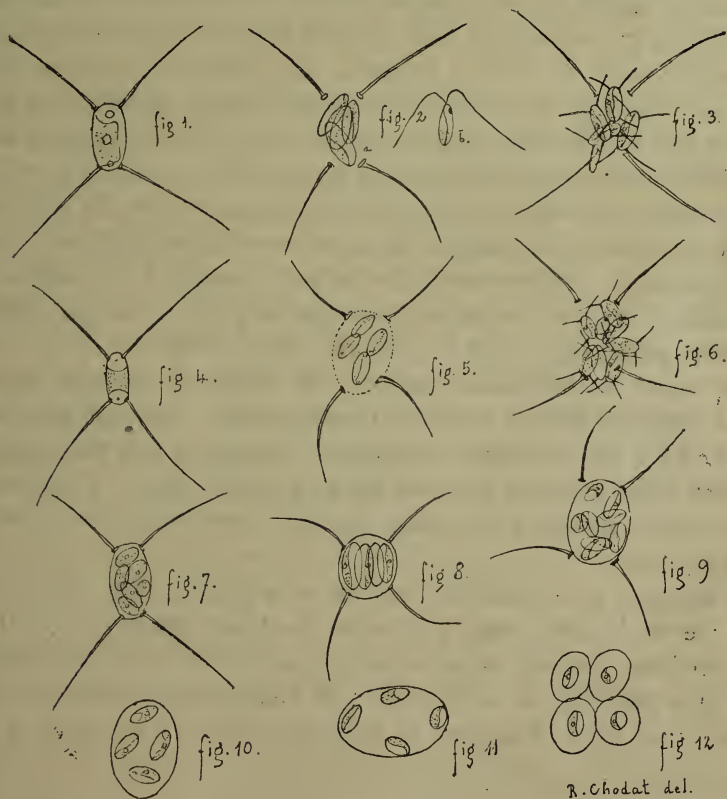 fig 1.
fig. 2
a
b.
fig. 3.
fig 4.
fig 5.
fig. 6.
fig. 7.
fig 8.
fig. 9
fig. 10.
fig 11
fig 12
R. Chodat del.